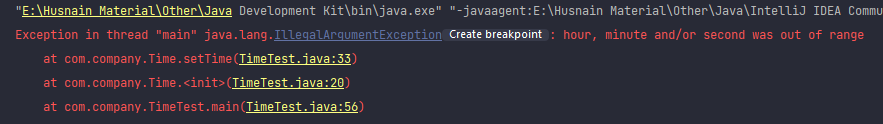 "E:\Husnain Material\Other\Java Development Kit\bin\java.exe" "-javaagent:E:\Husnain Material\Other\Java\IntelliJ IDEA Commu
Exception in thread "main" java.lang.IllegalArgumentException Create breakpoint : hour, minute and/or second was out of range
at com.company.Time.setTime(TimeTest.java:33)
at com.company.Time.<init>(TimeTest.java:20)
at com.company.TimeTest.main(TimeTest.java:56)